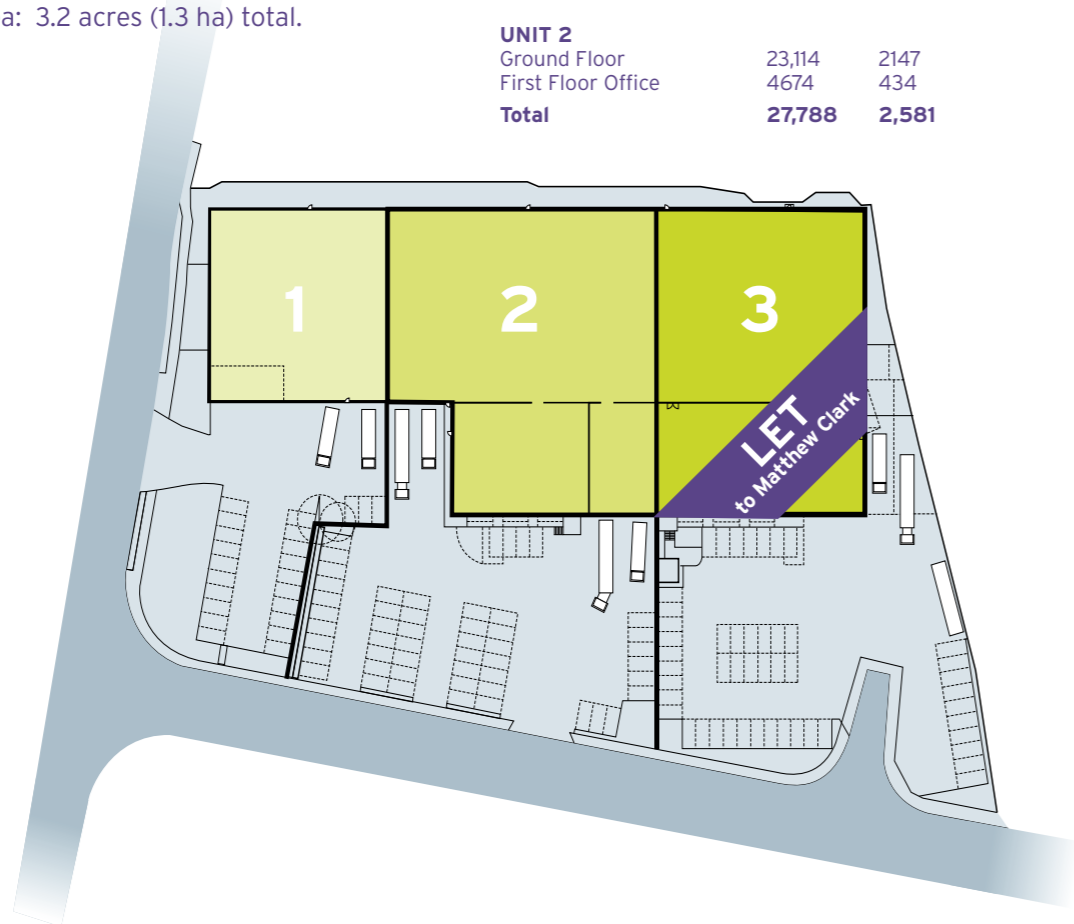 a: 3.2 acres (1.3 ha) total.
UNIT 2
Ground Floor 23,114 2147
First Floor Office 4674 434
Total 27,788 2,581
1
2
3
LET
to Matthew Clark